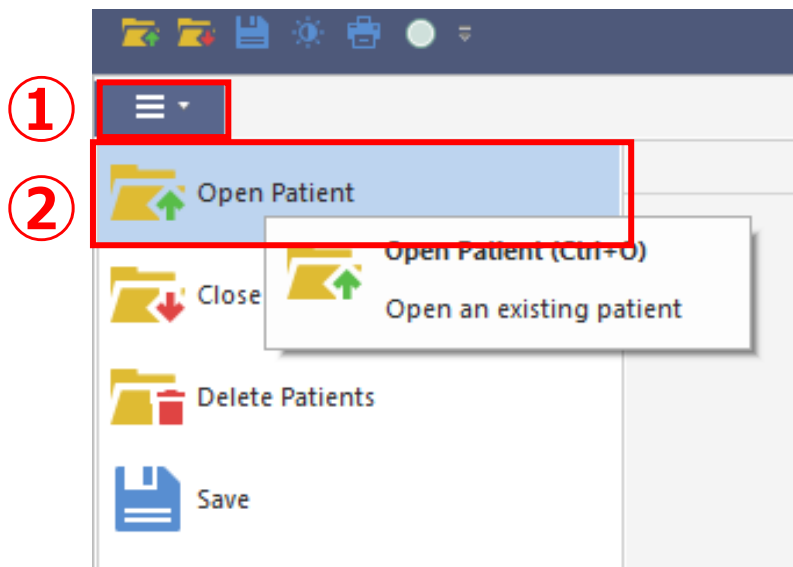 ①
②
Open Patient
Open Patient (Ctrl+O)
Close
Open an existing patient
Delete Patients
Save